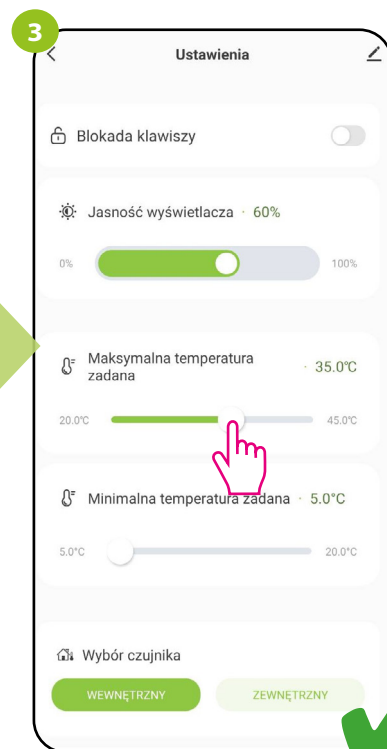 3
Ustawienia
Blokada klawiszy
Jasność wyświetlacza · 60%
0% 100%
Maksymalna temperatura
zadana · 35.0°C
20.0°C 45.0°C
Minimalna temperatura zadana · 5.0°C
5.0°C 20.0°C
Wybór czujnika
WEWNĘTRZNY ZEWNĘTRZNY